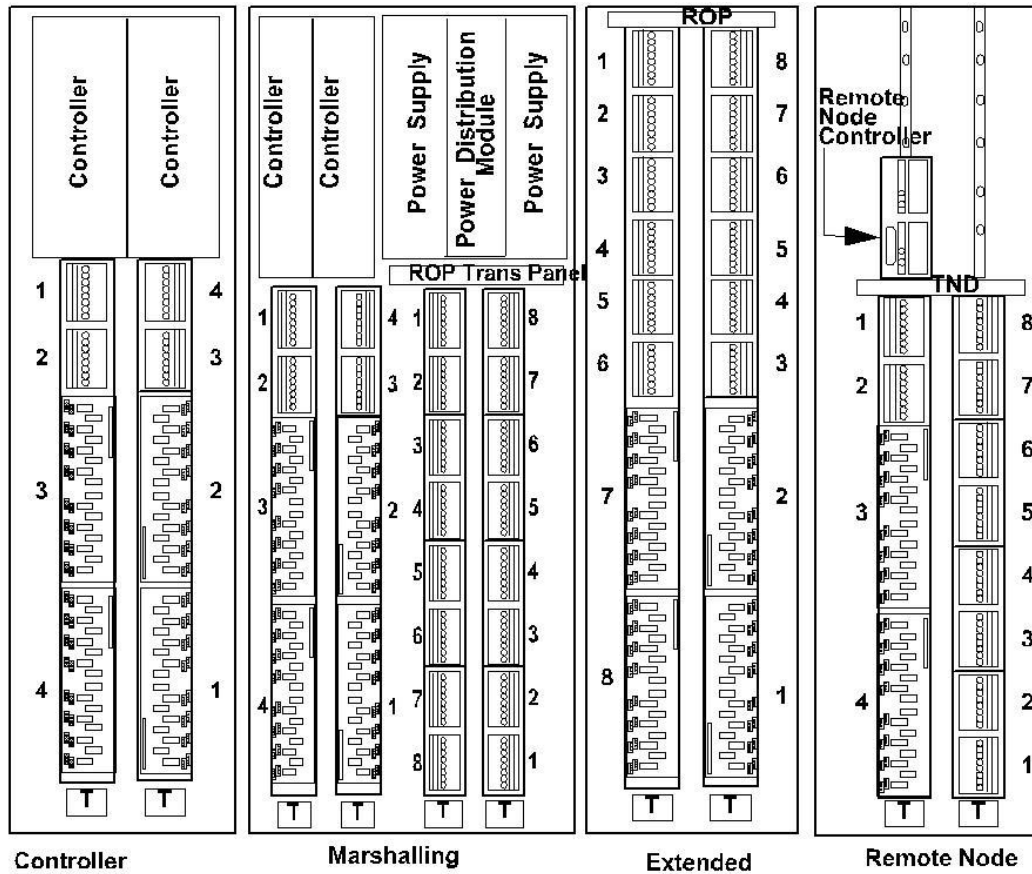 Controller
Controller
1
4
2
3
3
2
4
1
T
T
Controller
Controller
Controller
Power Supply
Power Distribution
Module
Power Supply
ROP Trans Panel
1
4
1
8
2
3
2
7
3
6
3
2
4
5
5
4
6
3
4
1
7
2
8
1
T
T
T
T
Marshalling
ROP
1
8
2
7
3
6
4
5
5
4
6
3
7
2
8
1
T
T
Extended
Remote
Node
Controller
TND
1
8
2
7
6
3
5
4
3
4
2
1
T
T
Remote Node